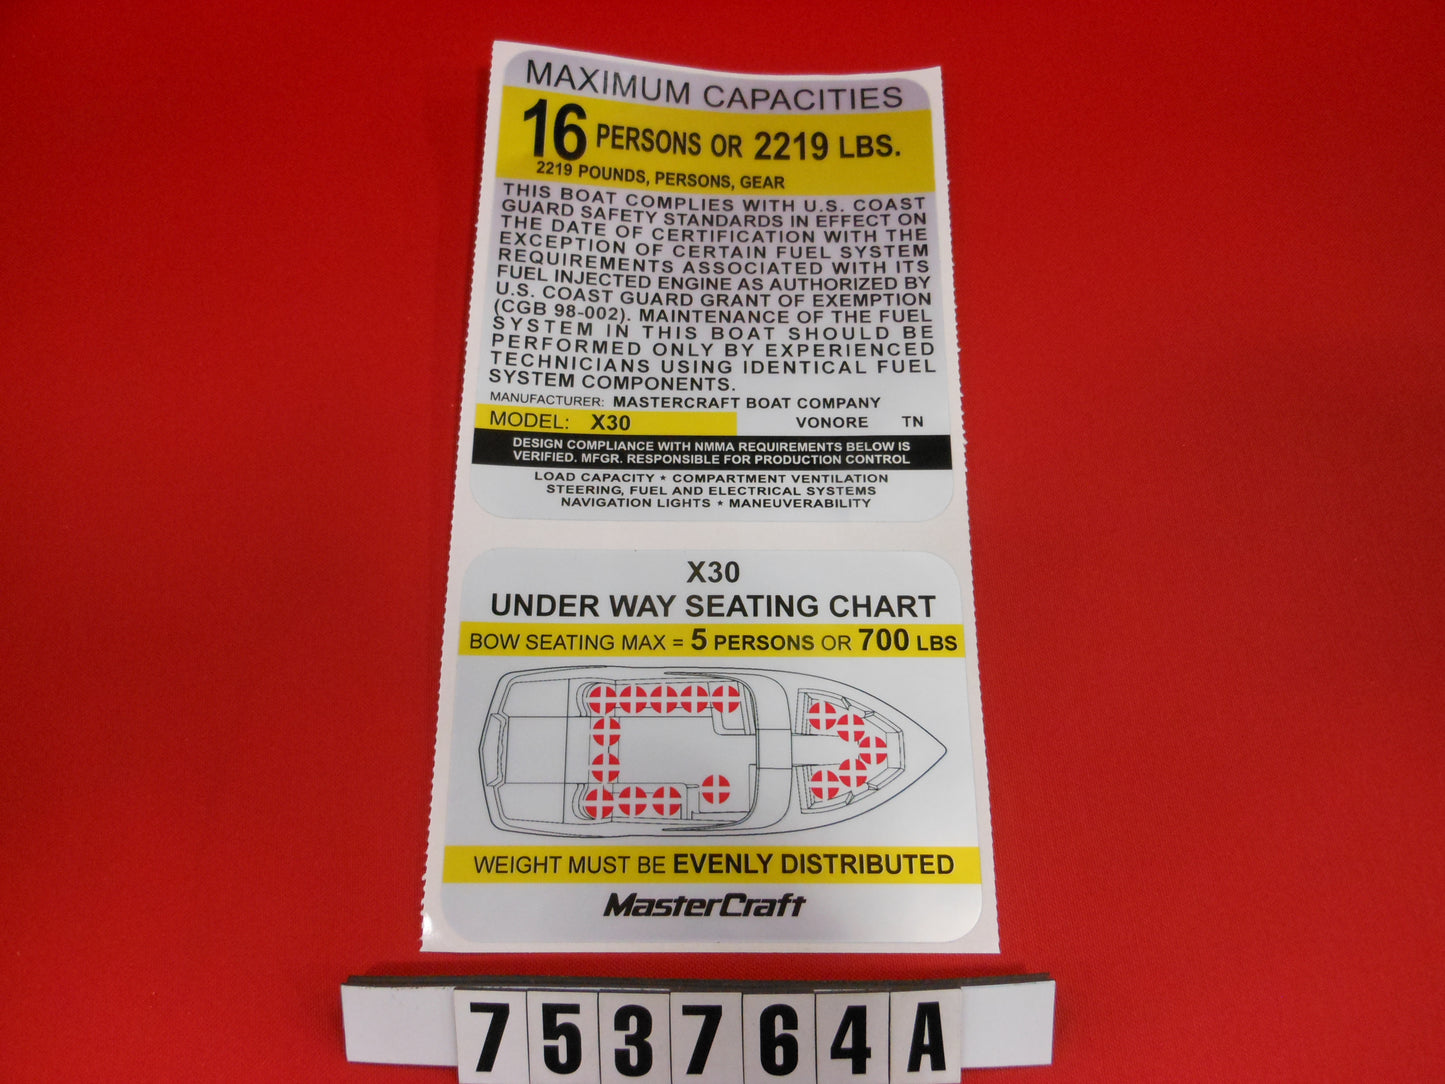 MAXIMUM CAPACITIES
16 PERSONS OR 2219 LBS.
2219 POUNDS, PERSONS, GEAR
THIS BOAT COMPLIES WITH U.S. COAST
GUARD SAFETY STANDARDS IN EFFECT ON
THE DATE OF CERTIFICATION WITH THE
EXCEPTION OF CERTAIN FUEL SYSTEM
REQUIREMENTS ASSOCIATED WITH ITS
FUEL INJECTED ENGINE AS AUTHORIZED BY
U.S. COAST GUARD GRANT OF EXEMPTION
(CGB 98-002). MAINTENANCE OF THE FUEL
SYSTEM IN THIS BOAT SHOULD BE
PERFORMED ONLY BY EXPERIENCED
TECHNICIANS USING IDENTICAL FUEL
SYSTEM COMPONENTS.
MANUFACTURER: MASTERCRAFT BOAT COMPANY
MODEL: X30 VONORE TN
DESIGN COMPLIANCE WITH NMMA REQUIREMENTS BELOW IS
VERIFIED. MFGR. RESPONSIBLE FOR PRODUCTION CONTROL
LOAD CAPACITY ★ COMPARTMENT VENTILATION
STEERING, FUEL AND ELECTRICAL SYSTEMS
NAVIGATION LIGHTS ★ MANEUVERABILITY
X30
UNDER WAY SEATING CHART
BOW SEATING MAX = 5 PERSONS OR 700 LBS
WEIGHT MUST BE EVENLY DISTRIBUTED
MasterCraft
753764A